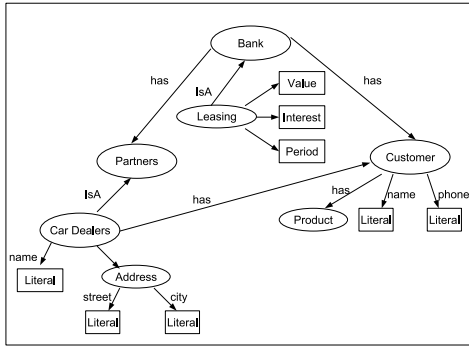 Bank
has
has
IsA
Value
Leasing
Interest
Period
Partners
Customer
IsA
has
has
name
phone
Product
Literal
Literal
Car Dealers
name
Literal
Address
street
city
Literal
Literal